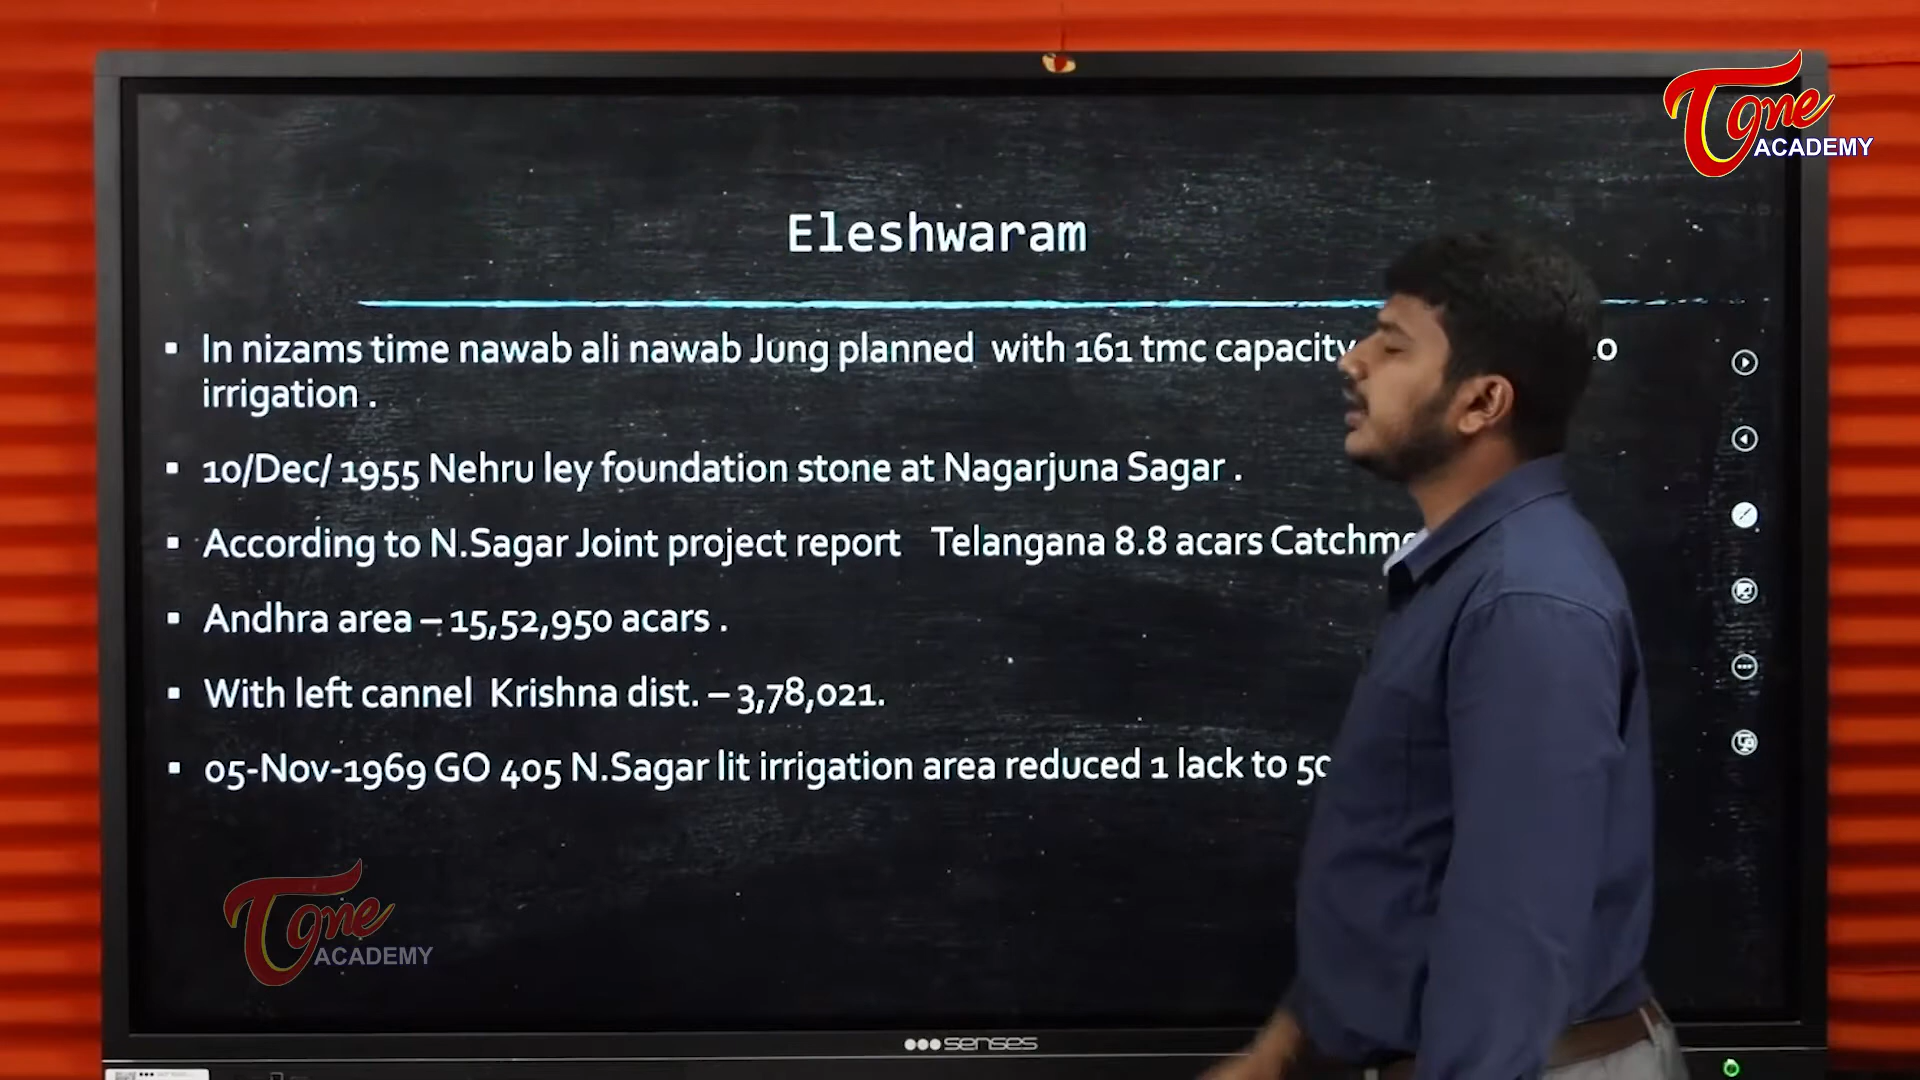 Tone
ACADEMY
Eleshwaram
▪ In nizams time nawab ali nawab Jung planned with 161 tmc capacity
irrigation .
▪ 10/Dec/ 1955 Nehru ley foundation stone at Nagarjuna Sagar .
▪ According to N.Sagar Joint project report Telangana 8.8 acars
▪ Andhra area – 15,52,950 acars .
▪ With left cannel Krishna dist. – 3,78,021.
▪ 05-Nov-1969 GO 405 N.Sagar lit irrigation area reduced 1 lack to
Tone
ACADEMY
senses